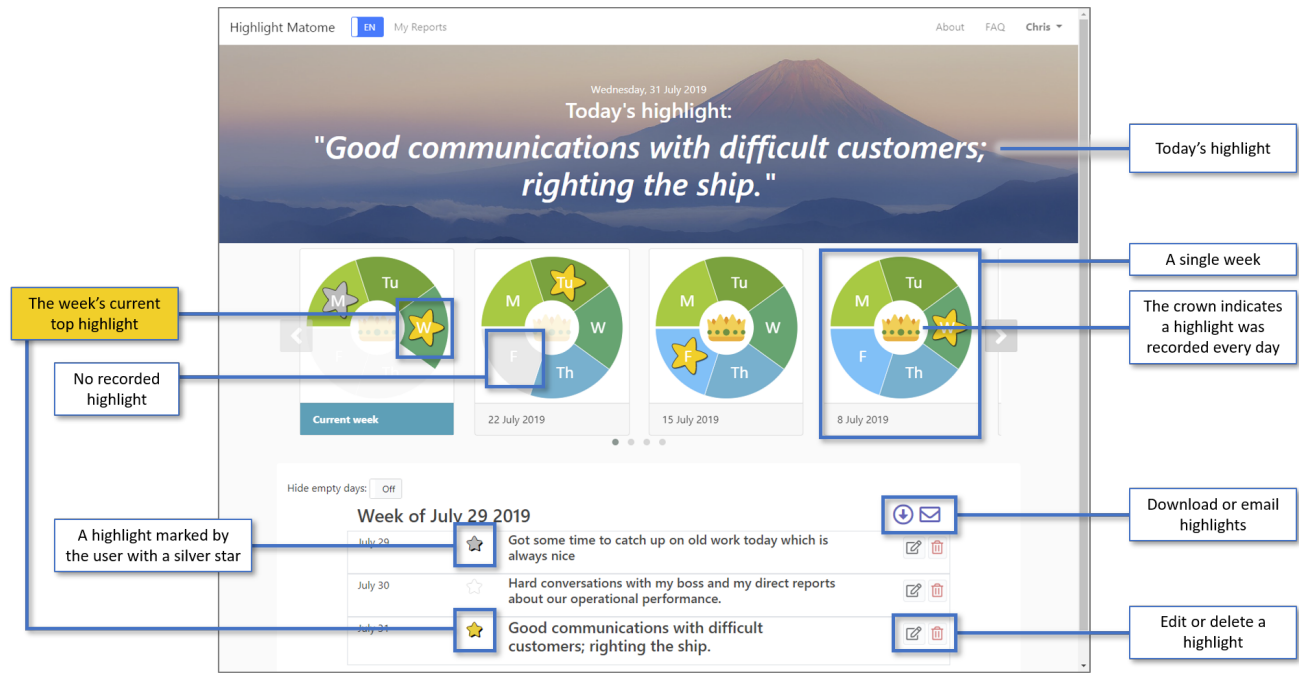 Highlight Matome EN My Reports About FAQ Chris
Wednesday, 31 July 2019
Today's highlight:
"Good communications with difficult customers;
righting the ship."
Today's highlight
A single week
The crown indicates
a highlight was
recorded every day
The week's current
top highlight
No recorded
highlight
M Tu W F
M Tu W Th F
M Tu W Th F
M Tu W Th F
Current week
22 July 2019
15 July 2019
8 July 2019
Hide empty days: Off
Week of July 29 2019
Download or email
highlights
A highlight marked by
the user with a silver star
July 29 Got some time to catch up on old work today which is
always nice
July 30 Hard conversations with my boss and my direct reports
about our operational performance.
July 31 Good communications with difficult
customers; righting the ship.
Edit or delete a
highlight